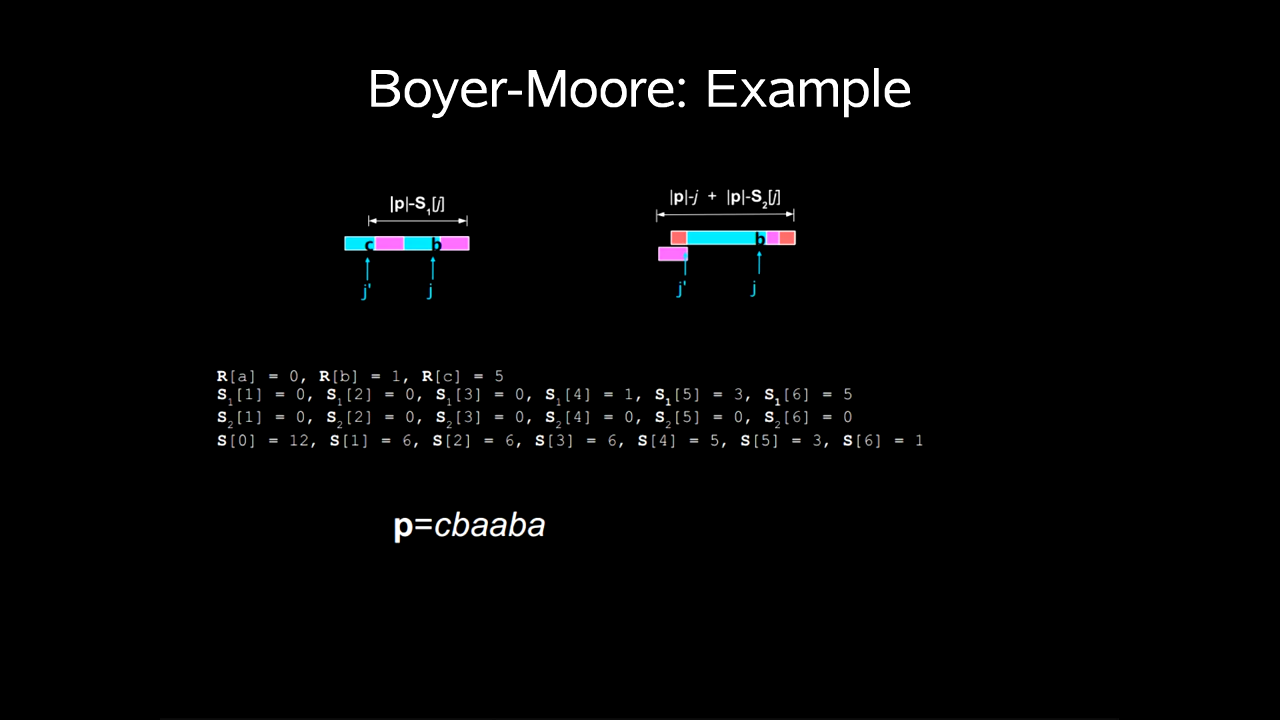 Boyer-Moore: Example
|p|-S1[j]
|p|-j + |p|-S2[j]
c b
b
j' j
j' j
R[a] = 0, R[b] = 1, R[c] = 5
S1[1] = 0, S1[2] = 0, S1[3] = 0, S1[4] = 1, S1[5] = 3, S1[6] = 5
S2[1] = 0, S2[2] = 0, S2[3] = 0, S2[4] = 0, S2[5] = 0, S2[6] = 0
S[0] = 12, S[1] = 6, S[2] = 6, S[3] = 6, S[4] = 5, S[5] = 3, S[6] = 1
p=cbaaba